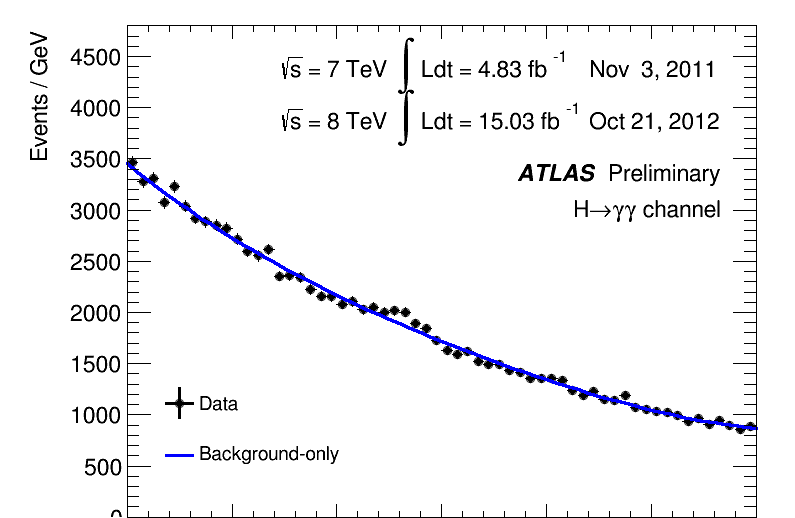 Events / GeV
4500
4000
3500
3000
2500
2000
1500
1000
500
0
√s = 7 TeV ∫ Ldt = 4.83 fb⁻¹ Nov 3, 2011
√s = 8 TeV ∫ Ldt = 15.03 fb⁻¹ Oct 21, 2012
ATLAS Preliminary
H→γγ channel
Data
Background-only